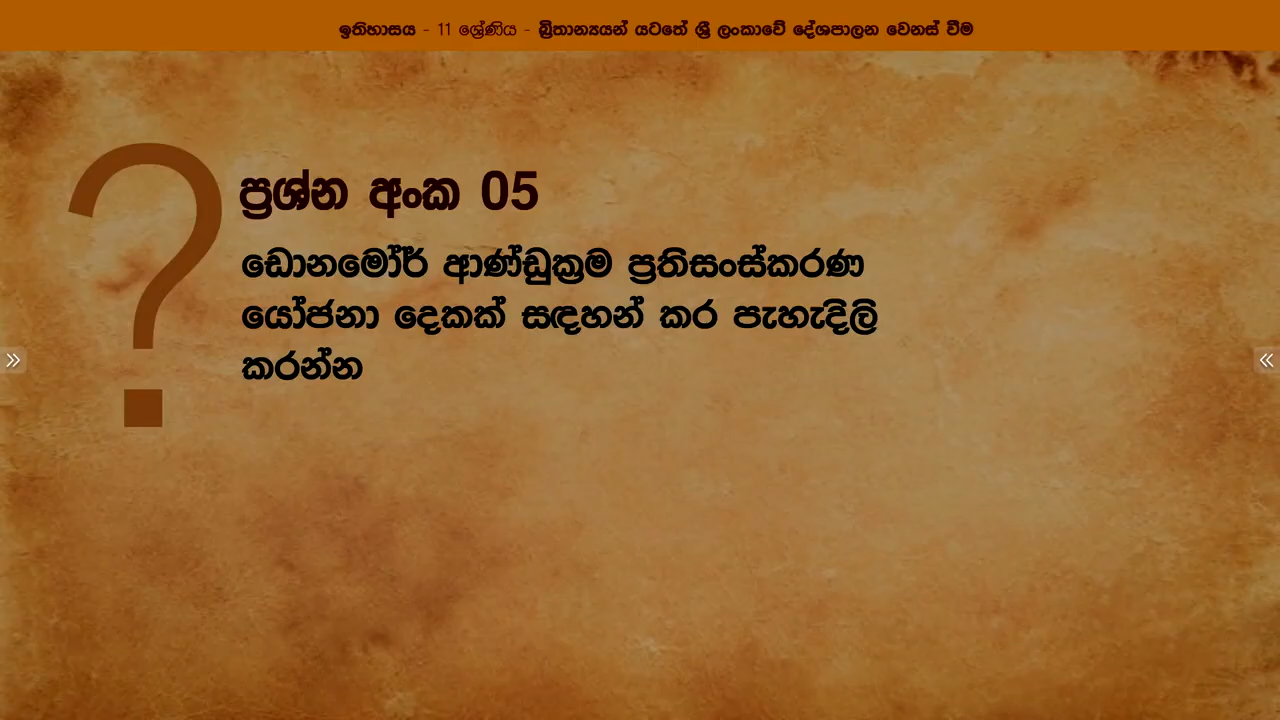 ඉතිහාසය - 11 ශ්‍රේණිය - බ්‍රිතාන්‍යයන් යටතේ ශ්‍රී ලංකාවේ දේශපාලන වෙනස් වීම
?
ප්‍රශ්න අංක 05
ඩොනමෝර් ආණ්ඩුක්‍රම ප්‍රතිසංස්කරණ
යෝජනා දෙකක් සඳහන් කර පැහැදිලි
කරන්න